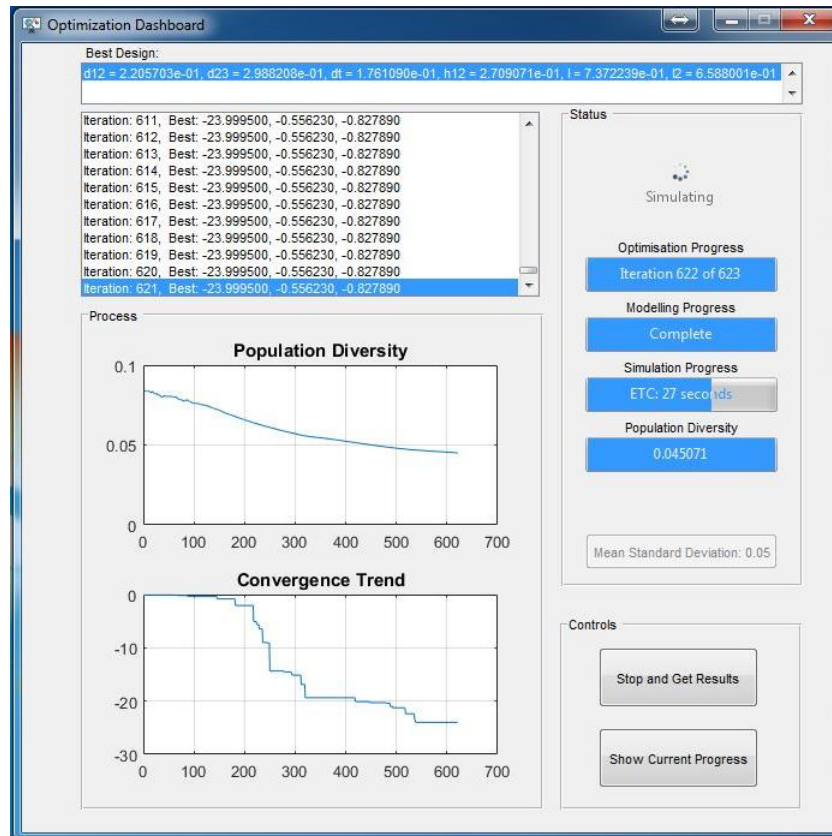 Optimization Dashboard
Best Design:
d12 = 2.205703e-01, d23 = 2.988208e-01, dt = 1.761090e-01, h12 = 2.709071e-01, l = 7.372239e-01, l2 = 6.588001e-01
Iteration: 611, Best: -23.999500, -0.556230, -0.827890
Iteration: 612, Best: -23.999500, -0.556230, -0.827890
Iteration: 613, Best: -23.999500, -0.556230, -0.827890
Iteration: 614, Best: -23.999500, -0.556230, -0.827890
Iteration: 615, Best: -23.999500, -0.556230, -0.827890
Iteration: 616, Best: -23.999500, -0.556230, -0.827890
Iteration: 617, Best: -23.999500, -0.556230, -0.827890
Iteration: 618, Best: -23.999500, -0.556230, -0.827890
Iteration: 619, Best: -23.999500, -0.556230, -0.827890
Iteration: 620, Best: -23.999500, -0.556230, -0.827890
Iteration: 621, Best: -23.999500, -0.556230, -0.827890
Process
Population Diversity
0.1
0.05
0
0 100 200 300 400 500 600 700
Convergence Trend
0
-10
-20
-30
0 100 200 300 400 500 600 700
Status
Simulating
Optimisation Progress
Iteration 622 of 623
Modelling Progress
Complete
Simulation Progress
ETC: 27 seconds
Population Diversity
0.045071
Mean Standard Deviation: 0.05
Controls
Stop and Get Results
Show Current Progress